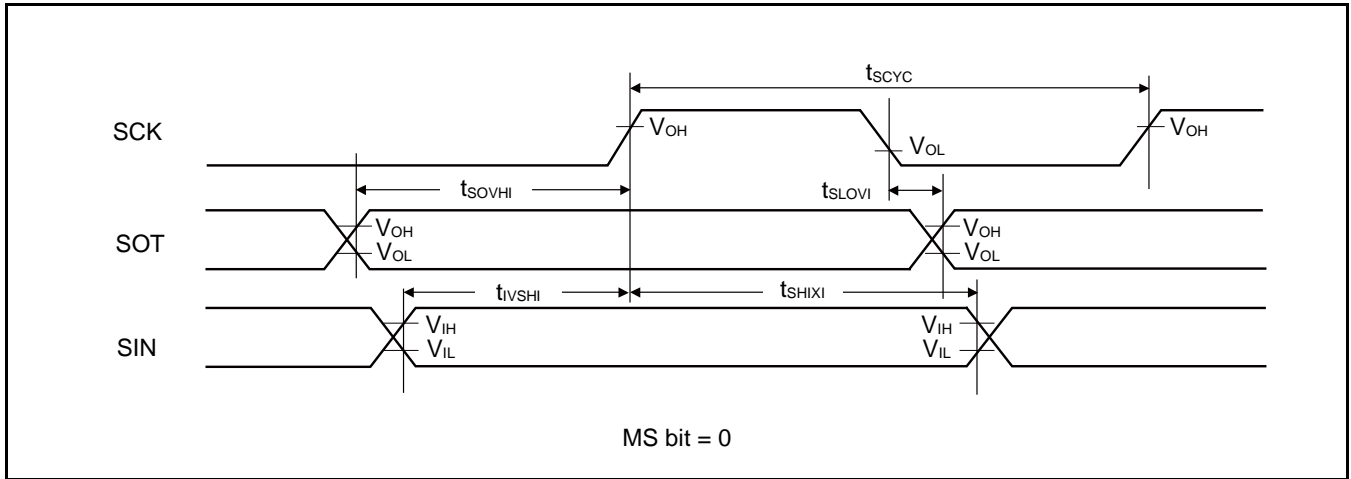 tSCYC
SCK
VOH
VOL
VOH
tSOVHI
tSLOVI
SOT
VOH
VOL
VOH
VOL
tIVSHI
tSHIXI
SIN
VIH
VIL
VIH
VIL
MS bit = 0